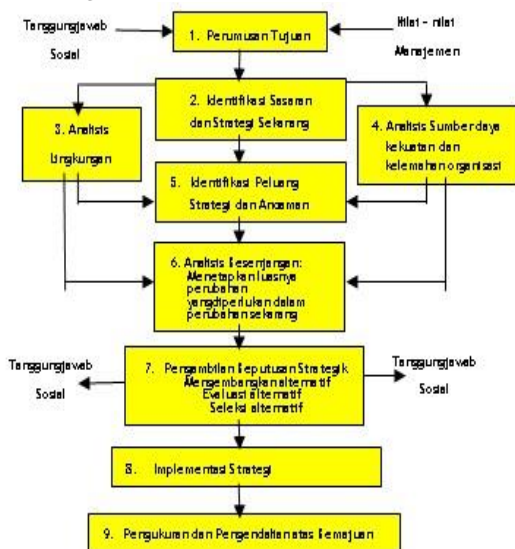 Tanggungjawab
Sosial
1. Perumusan Tujuan
Nilai - nilai
Manajemen
2. Identifikasi Sasaran
dan Strategi Sekarang
3. Analisis
Lingkungan
4. Analisis Sumber daya
kekuatan dan
kelemahan organisasi
5. Identifikasi Peluang
Strategi dan Ancaman
6. Analisis Kesenjangan:
Menetapkan luasnya
perubahan
yangdiperlukan dalam
perubahan sekarang
Tanggungjawab
Sosial
7. Pengambilan Keputusan Strategik
Mengembangkan alternatif
Evaluasi alternatif
Seleksi alternatif
Tanggungjawab
Sosial
8. Implementasi Strategi
9. Pengukuran dan Pengendalian atas Kemajuan